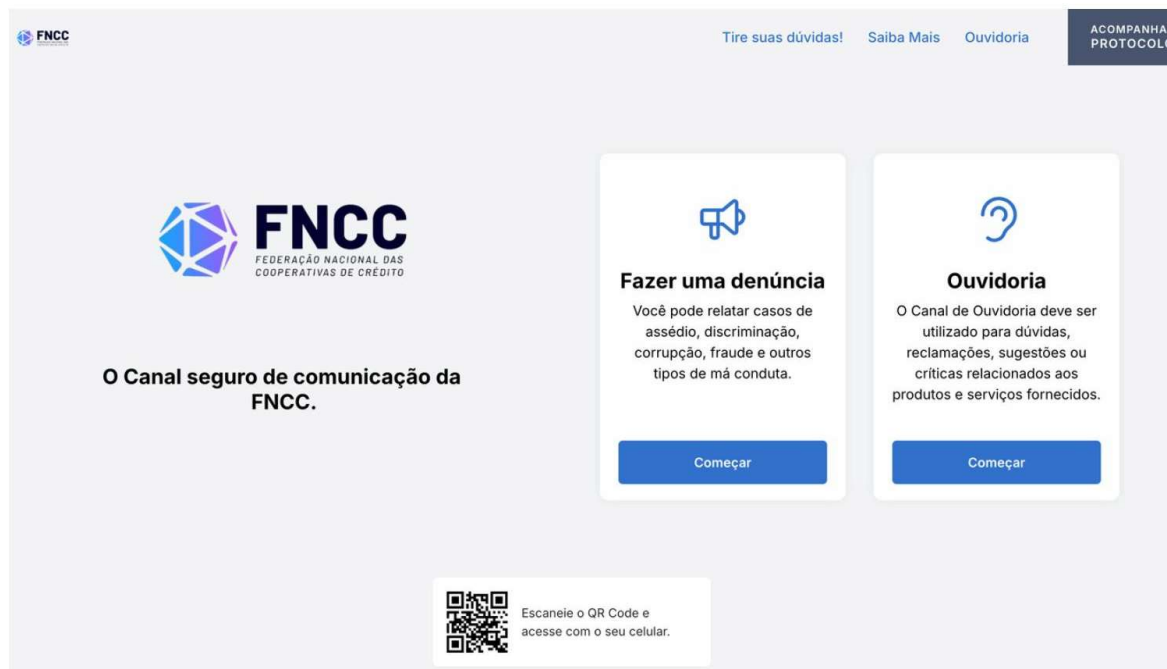 FNCC
Tire suas dúvidas!
Saiba Mais
Ouvidoria
ACOMPANHA
PROTOCOLO
FNCC
FEDERAÇÃO NACIONAL DAS
COOPERATIVAS DE CRÉDITO
O Canal seguro de comunicação da
FNCC.
Fazer uma denúncia
Você pode relatar casos de
assédio, discriminação,
corrupção, fraude e outros
tipos de má conduta.
Começar
Ouvidoria
O Canal de Ouvidoria deve ser
utilizado para dúvidas,
reclamações, sugestões ou
críticas relacionados aos
produtos e serviços fornecidos.
Começar
Escaneie o QR Code e
acesse com o seu celular.